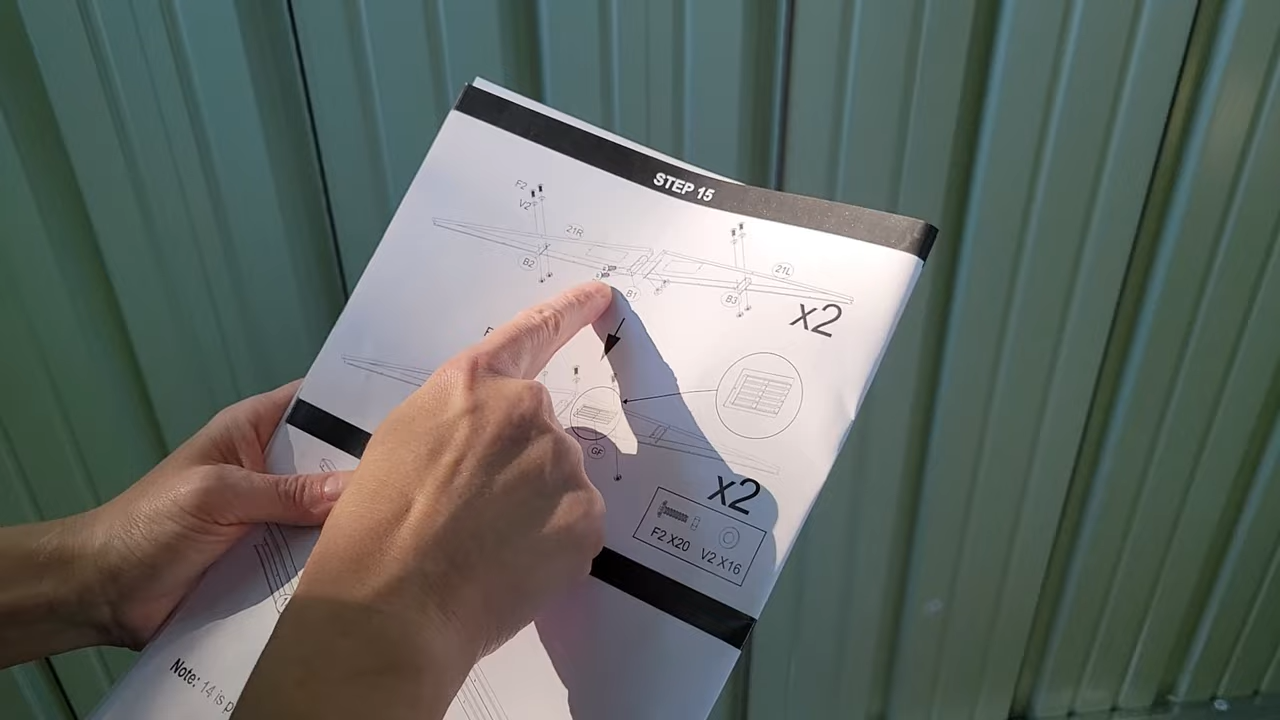 STEP 15
F2
V2
21R
B2
B1
21L
B3
x2
F
GF
x2
F2 X20 V2 X16
Note: 14 is p